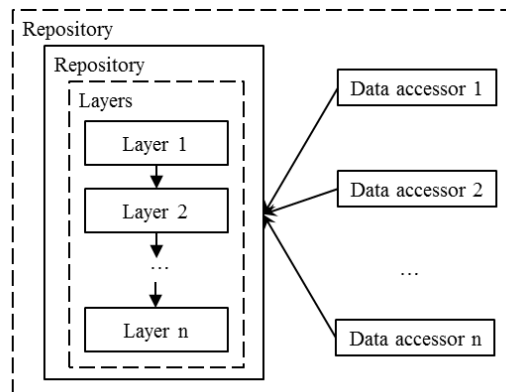 Repository
Repository
Layers
Layer 1
Layer 2
...
Layer n
Data accessor 1
Data accessor 2
...
Data accessor n